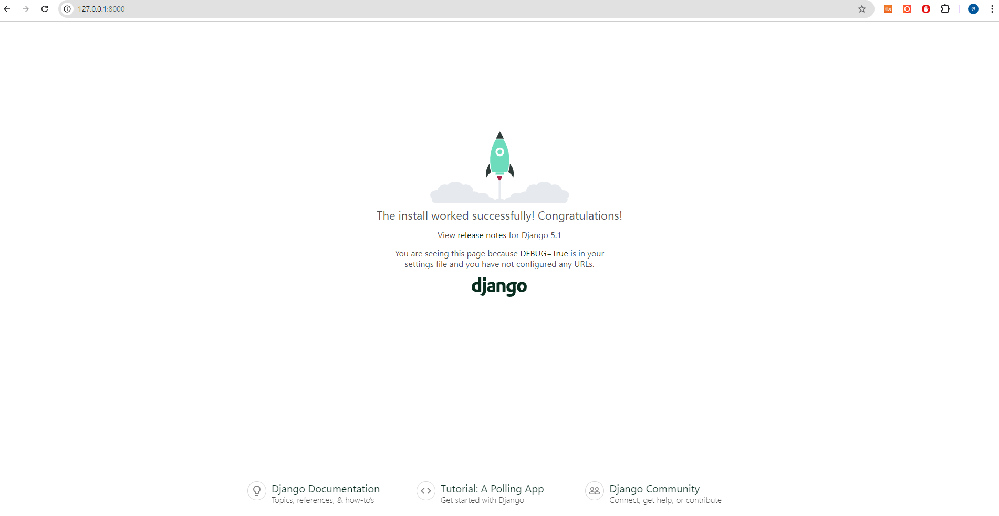 127.0.0.1:8000
연
The install worked successfully! Congratulations!
View release notes for Django 5.1
You are seeing this page because DEBUG=True is in your
settings file and you have not configured any URLs.
django
Django Documentation
Topics, references, & how-to’s
Tutorial: A Polling App
Get started with Django
Django Community
Connect, get help, or contribute